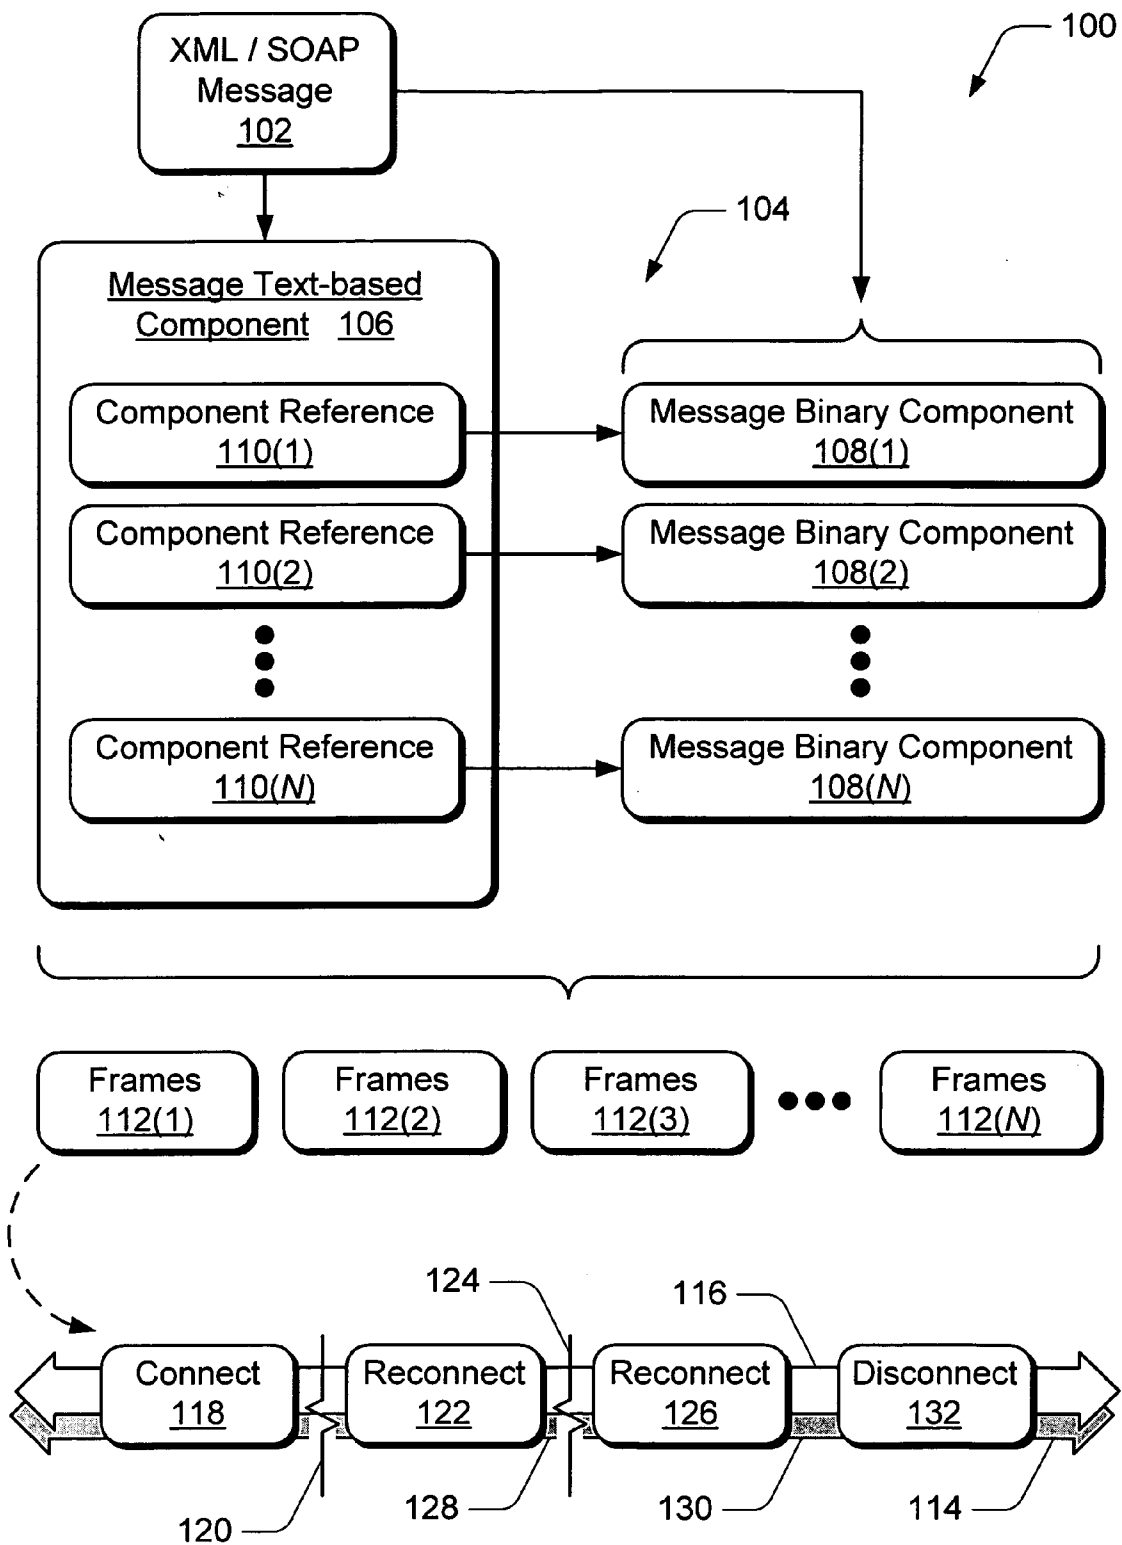 XML / SOAP
Message
102
100
104
Message Text-based
Component 106
Component Reference
110(1)
Message Binary Component
108(1)
Component Reference
110(2)
Message Binary Component
108(2)
Component Reference
110(N)
Message Binary Component
108(N)
Frames
112(1)
Frames
112(2)
Frames
112(3)
Frames
112(N)
124
116
Connect
118
Reconnect
122
Reconnect
126
Disconnect
132
120
128
130
114